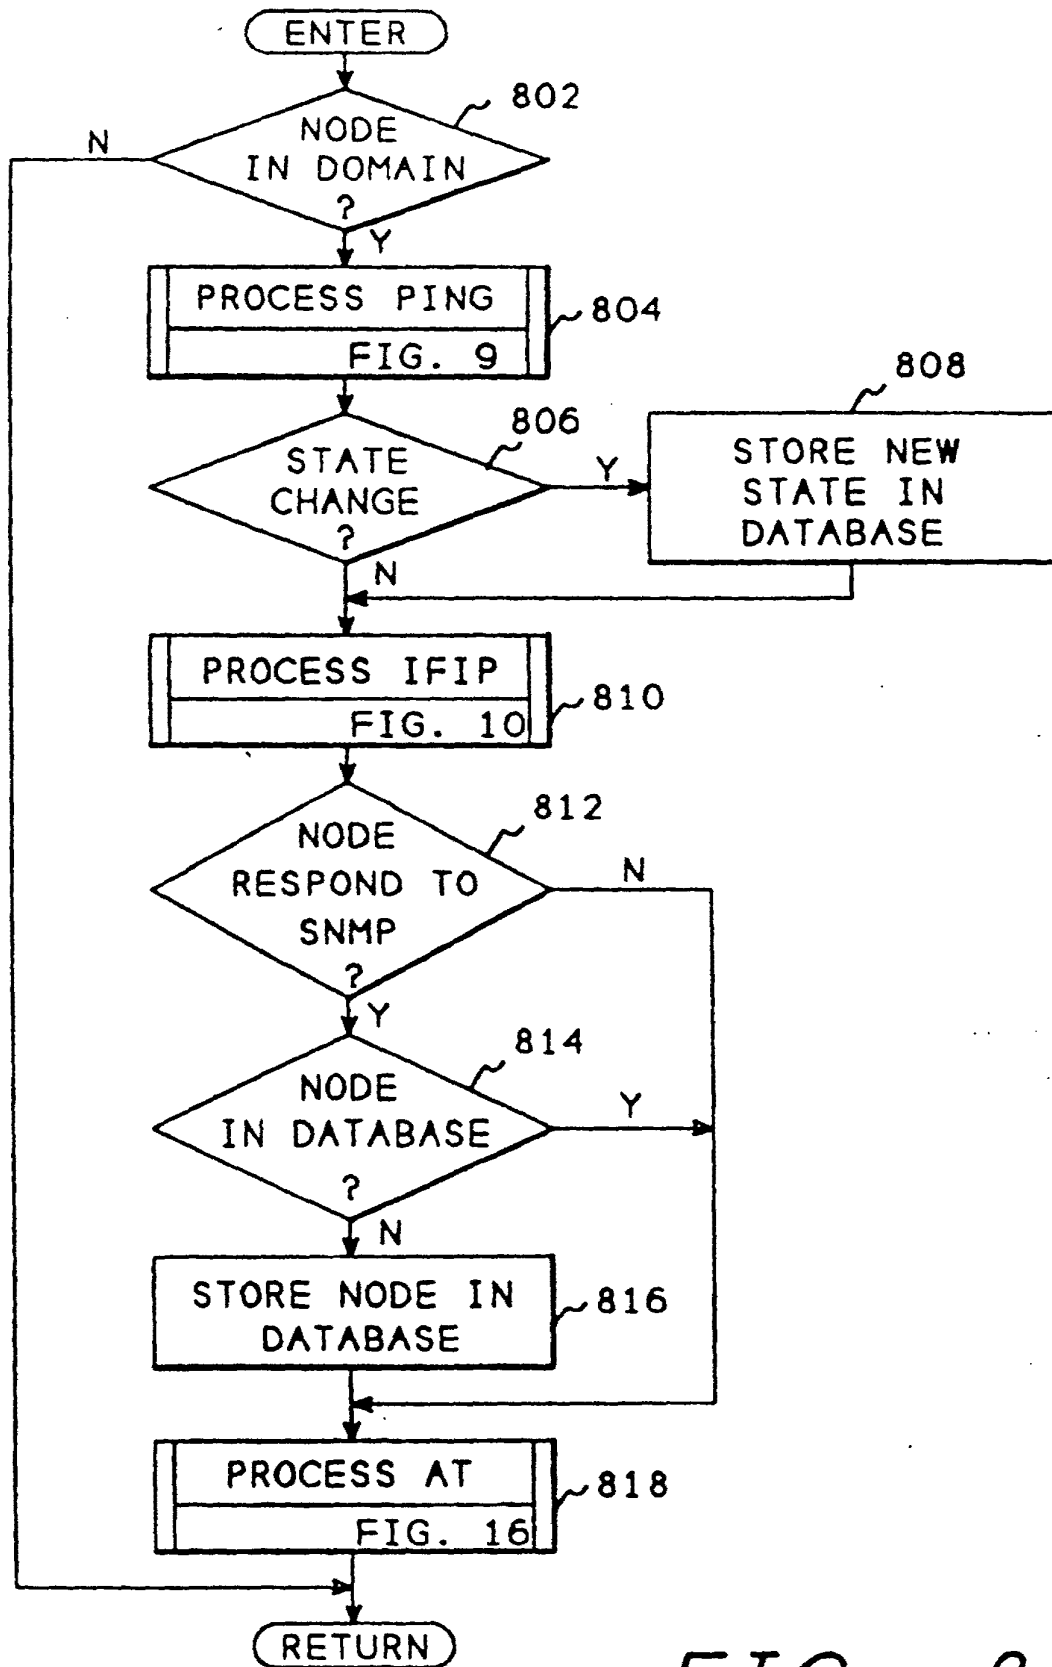 ENTER
802
NODE
IN DOMAIN
?
N
Y
PROCESS PING
FIG. 9
804
806
STATE
CHANGE
?
Y
N
808
STORE NEW
STATE IN
DATABASE
PROCESS IFIP
FIG. 10
810
812
NODE
RESPOND TO
SNMP
?
N
Y
814
NODE
IN DATABASE
?
Y
N
STORE NODE IN
DATABASE
816
PROCESS AT
FIG. 16
818
RETURN
FIG